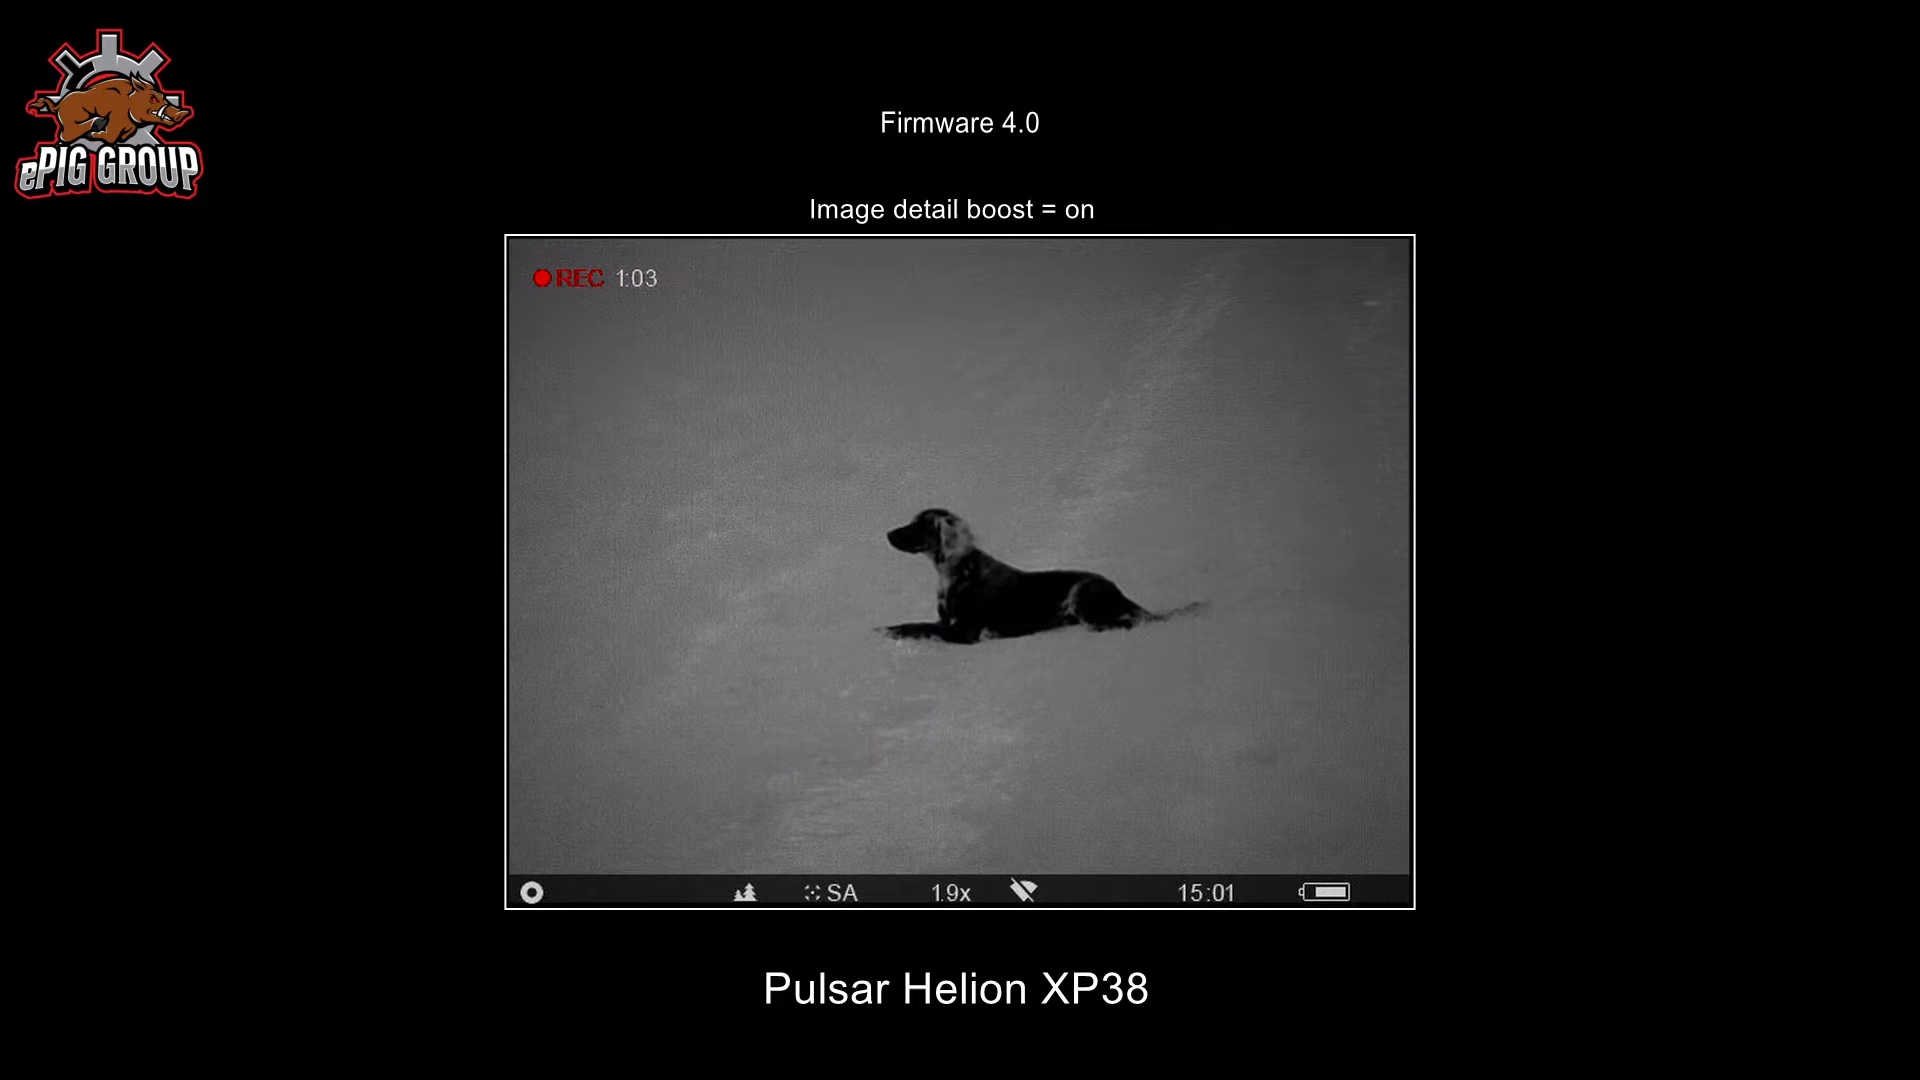 ePIG GROUP
Firmware 4.0
Image detail boost = on
REC 1:03
SA 1.9x 15:01
Pulsar Helion XP38